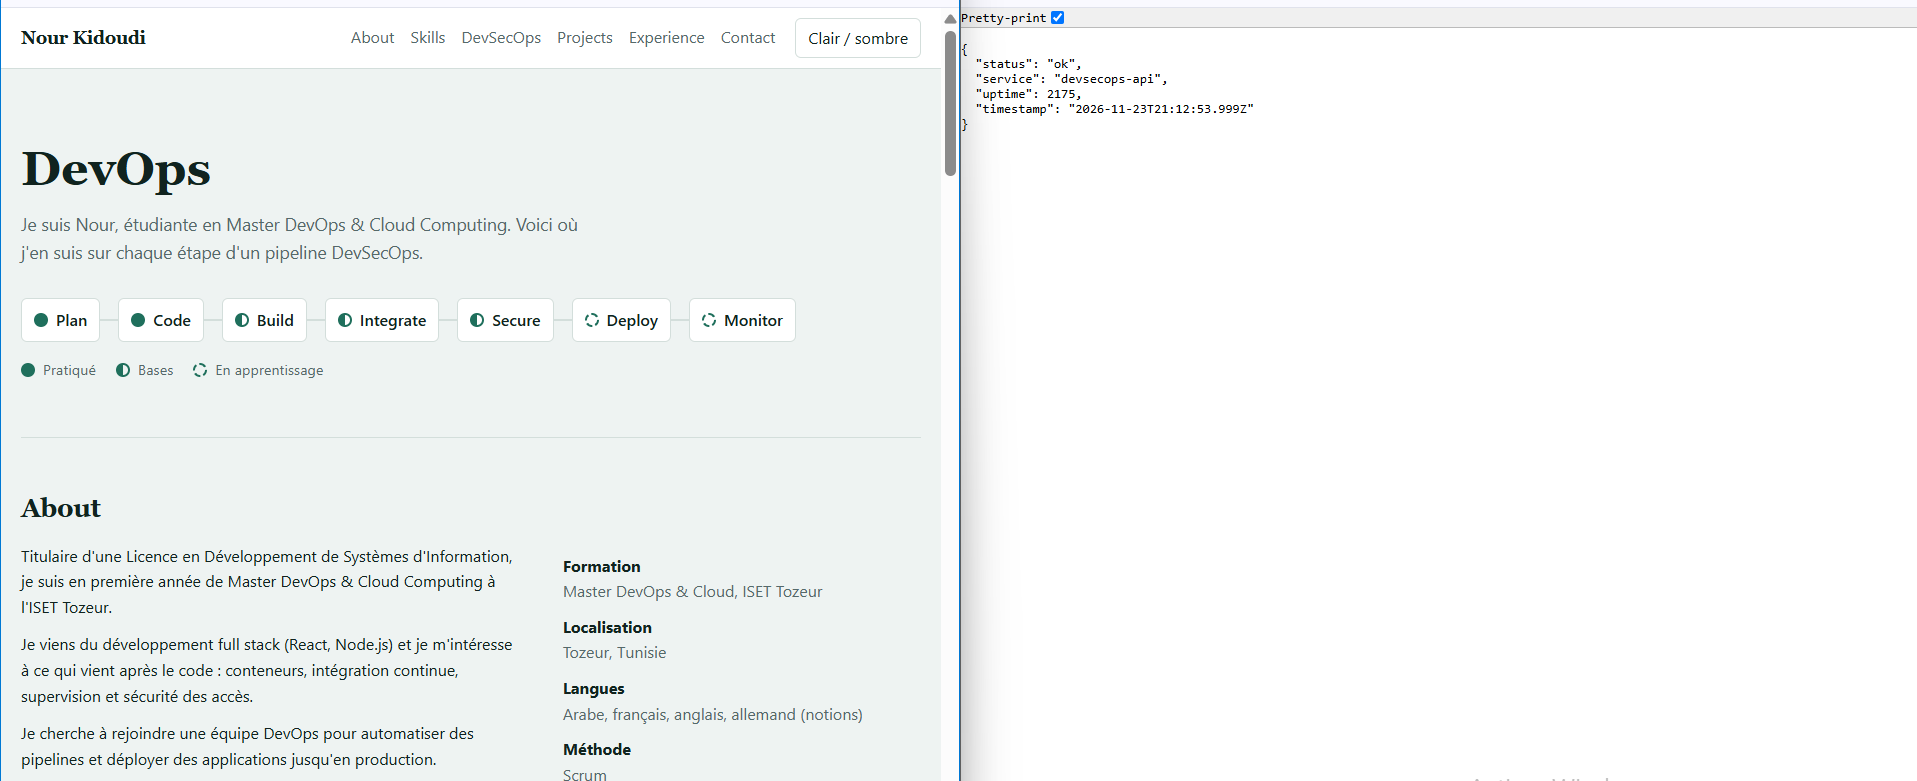 Nour Kidoudi
About Skills DevSecOps Projects Experience Contact Clair / sombre
DevOps
Je suis Nour, étudiante en Master DevOps & Cloud Computing. Voici où
j'en suis sur chaque étape d'un pipeline DevSecOps.
Plan Code Build Integrate Secure Deploy Monitor
Pratiqué Bases En apprentissage
About
Titulaire d'une Licence en Développement de Systèmes d'Information,
je suis en première année de Master DevOps & Cloud Computing à
l'ISET Tozeur.
Je viens du développement full stack (React, Node.js) et je m'intéresse
à ce qui vient après le code : conteneurs, intégration continue,
supervision et sécurité des accès.
Je cherche à rejoindre une équipe DevOps pour automatiser des
pipelines et déployer des applications jusqu'en production.
Formation
Master DevOps & Cloud, ISET Tozeur
Localisation
Tozeur, Tunisie
Langues
Arabe, français, anglais, allemand (notions)
Méthode
Scrum
Pretty-print
{
"status": "ok",
"service": "devsecops-api",
"uptime": 2175,
"timestamp": "2026-11-23T21:12:53.999Z"
}